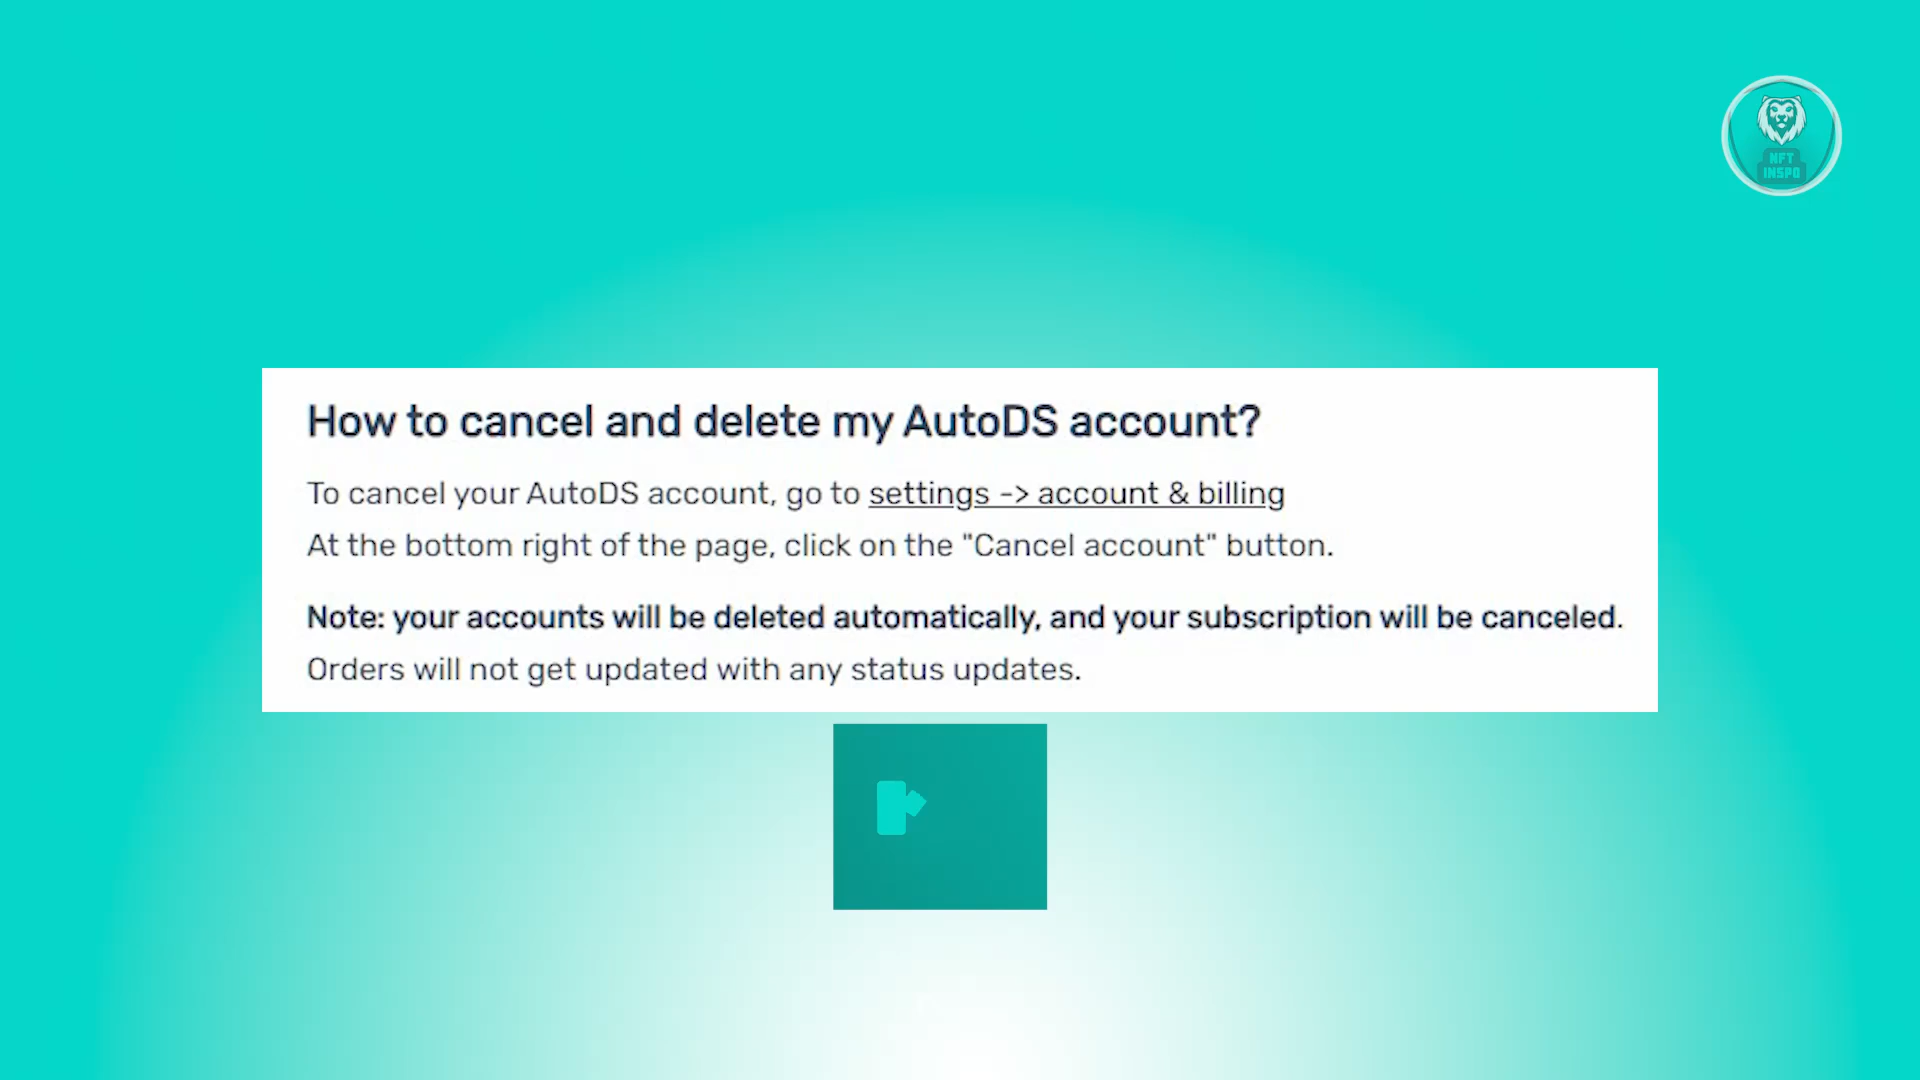 NFT
INSPO
How to cancel and delete my AutoDS account?
To cancel your AutoDS account, go to settings -> account & billing
At the bottom right of the page, click on the "Cancel account" button.
Note: your accounts will be deleted automatically, and your subscription will be canceled.
Orders will not get updated with any status updates.